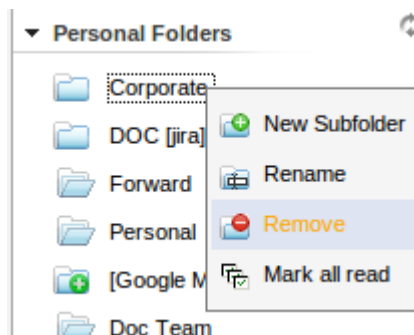 Personal Folders
Corporate
DOC [jira]
Forward
Personal
[Google M
Doc Team
New Subfolder
Rename
Remove
Mark all read